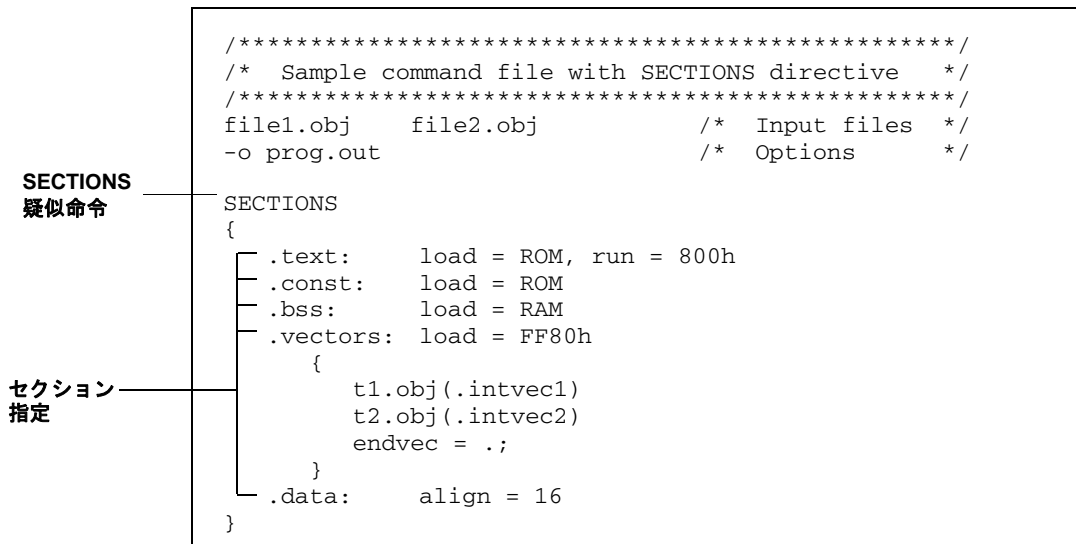 /**************************************************/
/*  Sample command file with SECTIONS directive   */
/**************************************************/
file1.obj    file2.obj            /*  Input files  */
-o prog.out                       /*  Options      */
SECTIONS
疑似命令
SECTIONS
{
.text:     load = ROM, run = 800h
.const:    load = ROM
.bss:      load = RAM
.vectors:  load = FF80h
{
t1.obj(.intvec1)
t2.obj(.intvec2)
endvec = .;
}
.data:     align = 16
}
セクション
指定